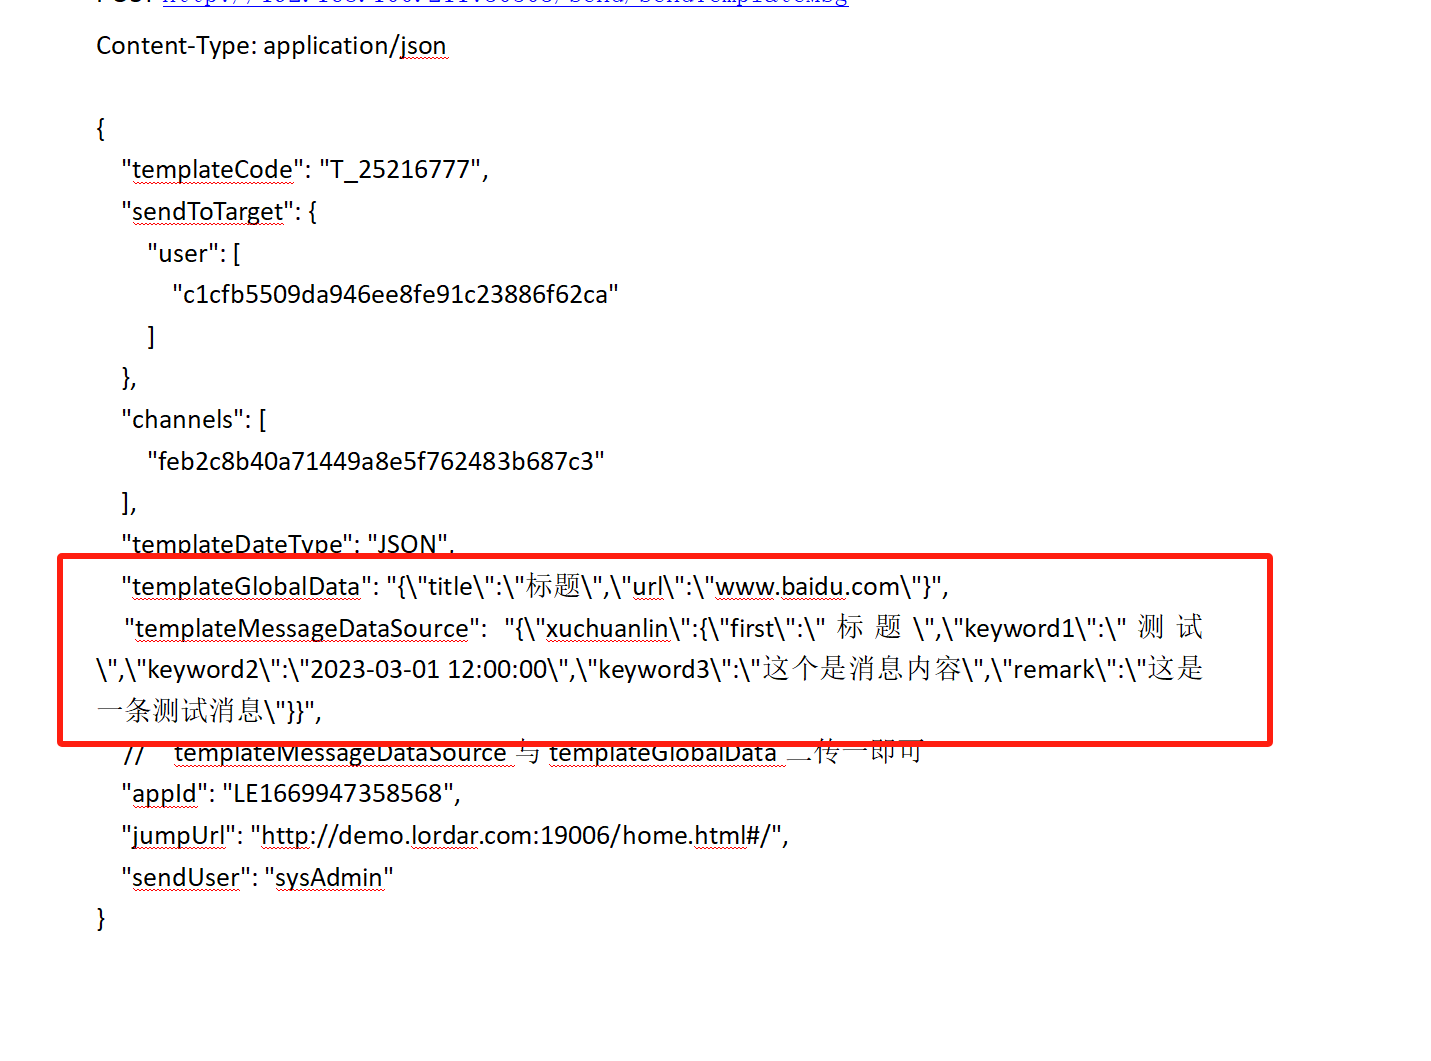 Content-Type: application/json
{
"templateCode": "T_25216777",
"sendToTarget": {
"user": [
"c1cfb5509da946ee8fe91c23886f62ca"
]
},
"channels": [
"feb2c8b40a71449a8e5f762483b687c3"
],
"templateDateType": "JSON",
"templateGlobalData": "{\"title\":\"标题\",\"url\":\"www.baidu.com\"}",
"templateMessageDataSource": "{\"xuchuanlin\":{\"first\":\"标题\",\"keyword1\":\"测试
\",\"keyword2\":\"2023-03-01 12:00:00\",\"keyword3\":\"这个是消息内容\",\"remark\":\"这是
一条测试消息\"}}",
// templateMessageDataSource 与 templateGlobalData 二传一即可
"appId": "LE1669947358568",
"jumpUrl": "http://demo.lordar.com:19006/home.html#/",
"sendUser": "sysAdmin"
}